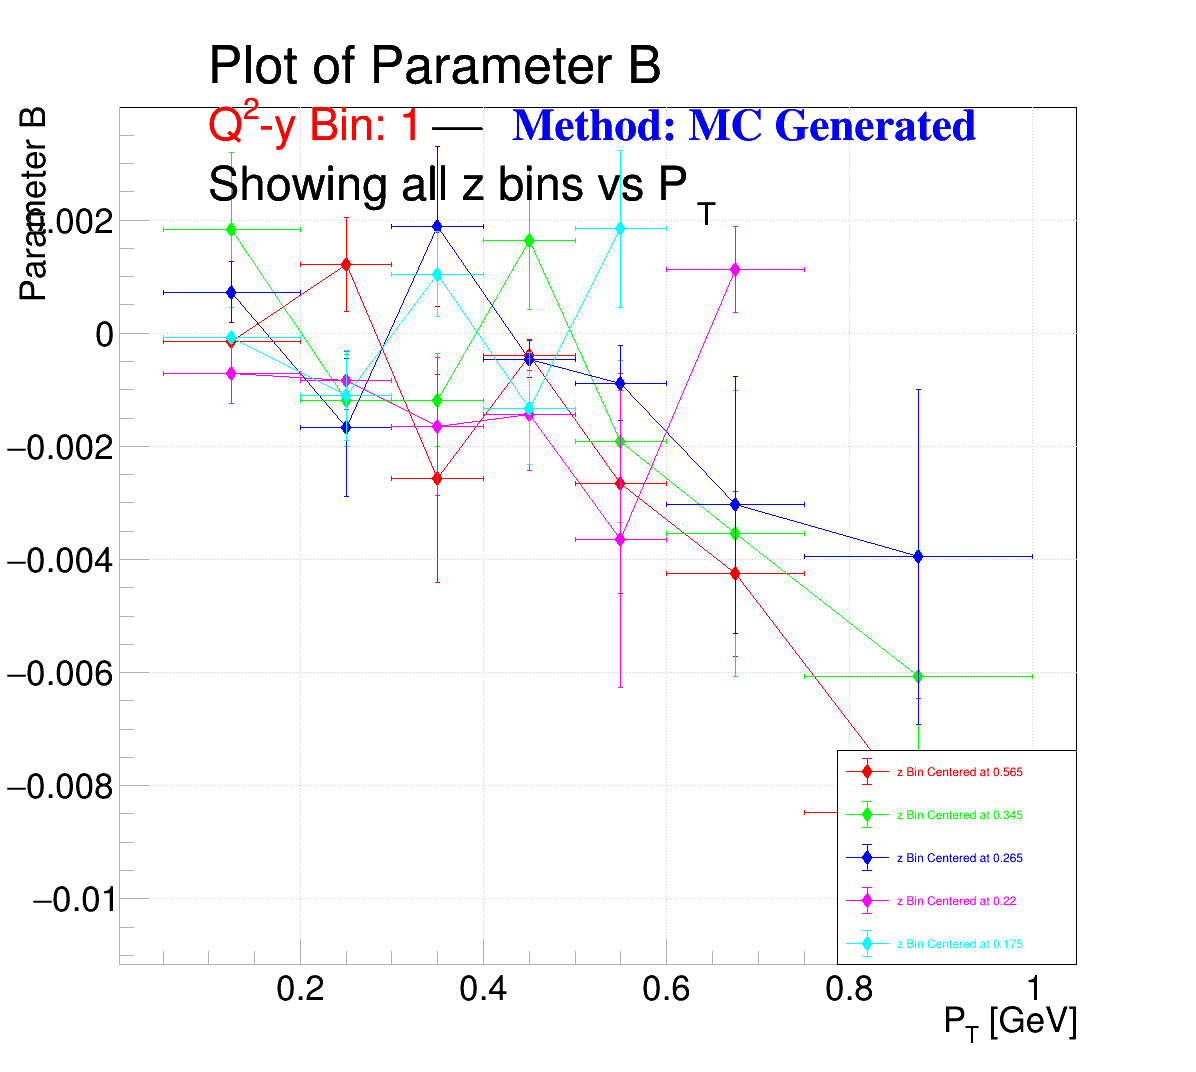 Plot of Parameter B
Q2-y Bin: 1 — Method: MC Generated
Showing all z bins vs PT
Parameter B
0.002
0
−0.002
−0.004
−0.006
−0.008
−0.01
z Bin Centered at 0.565
z Bin Centered at 0.345
z Bin Centered at 0.265
z Bin Centered at 0.22
z Bin Centered at 0.175
0.2 0.4 0.6 0.8 1
PT [GeV]